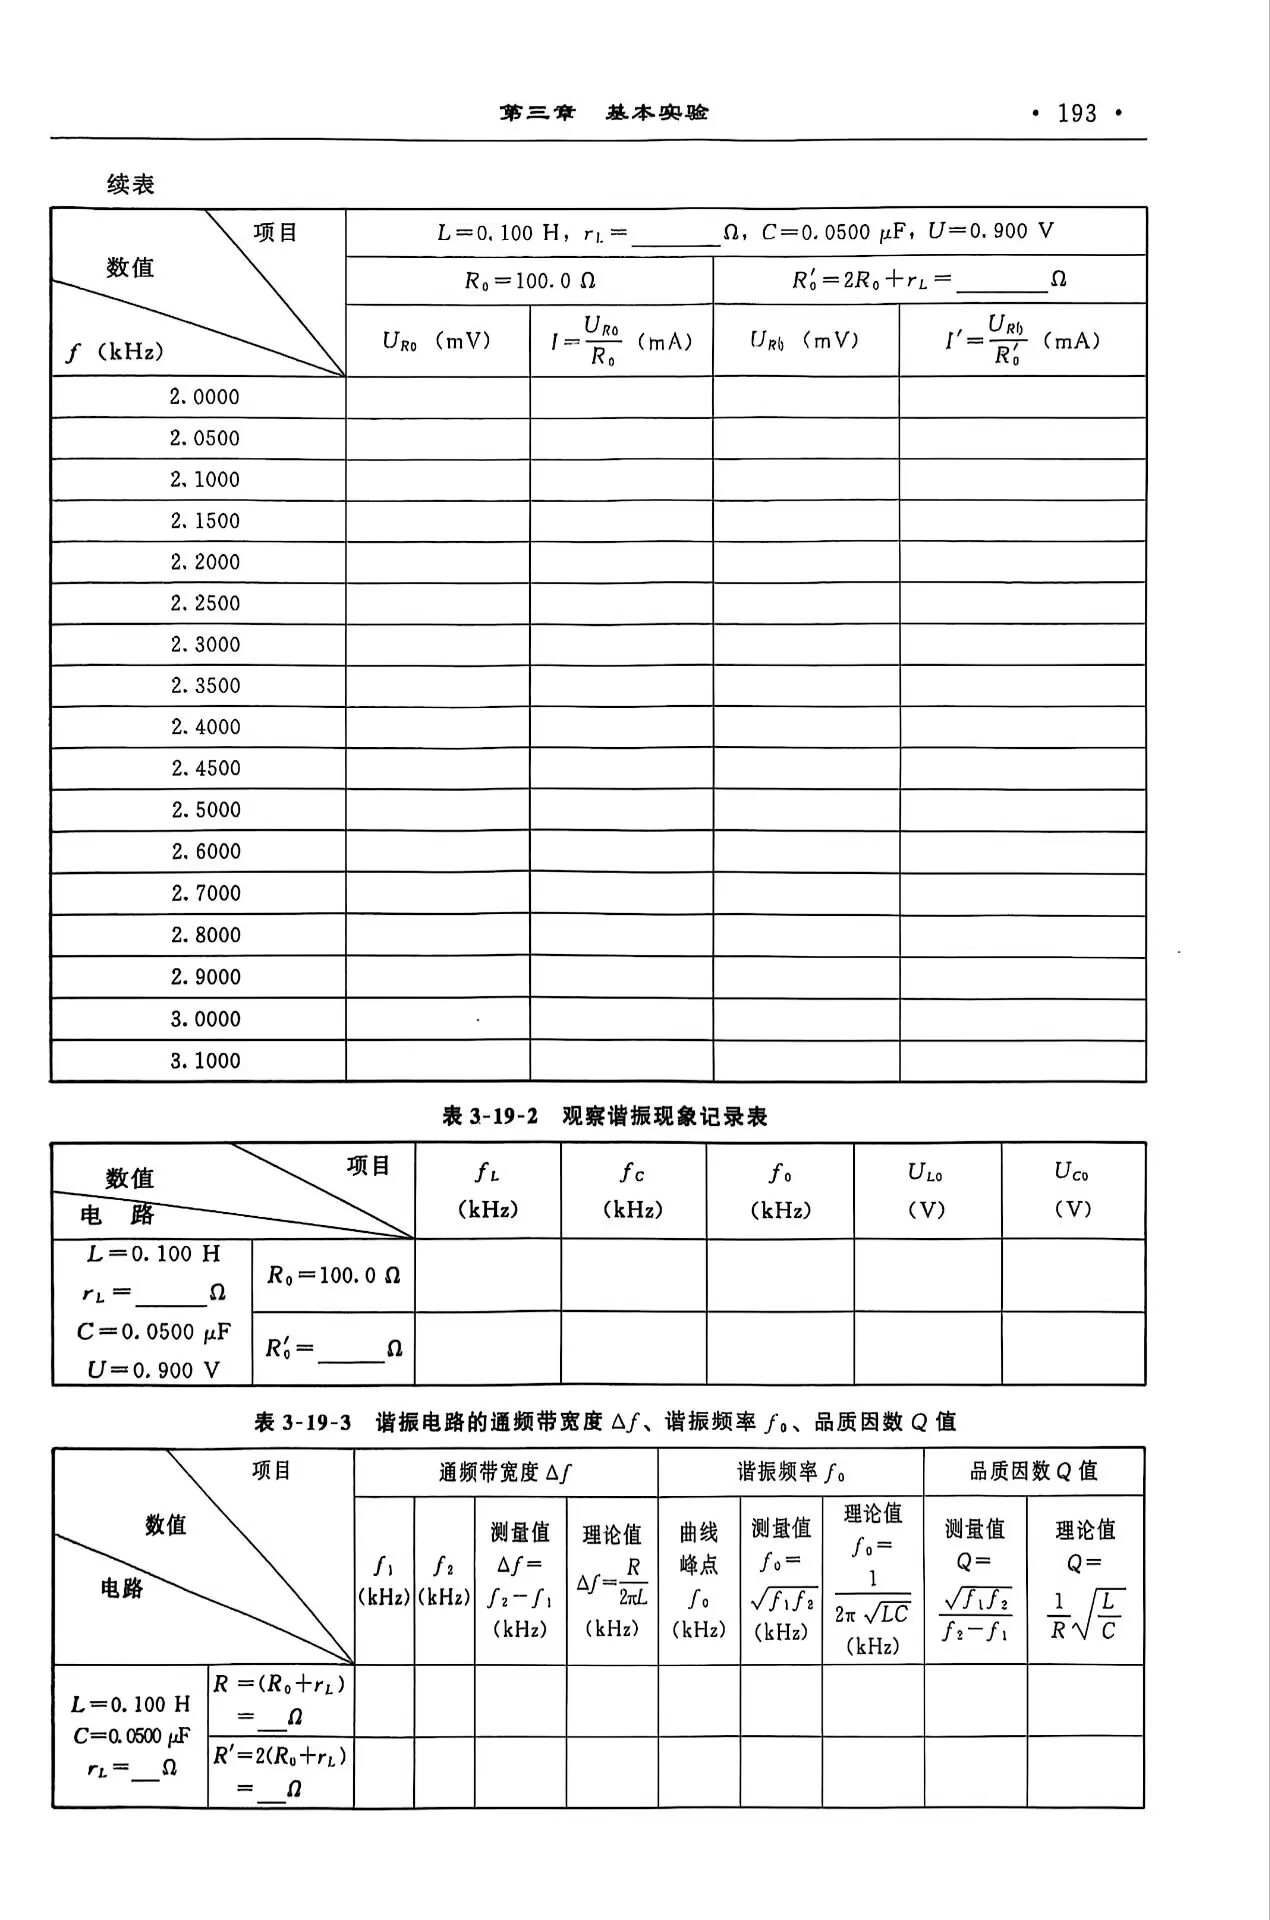 第三章 基本实验 · 193 ·
续表
项目
数值
f (kHz)
L=0.100 H, r_L=______Ω, C=0.0500 μF, U=0.900 V
R₀=100.0 Ω
R₀′=2R₀+r_L=______Ω
U_R0 (mV)
I=U_R0/R₀ (mA)
U_R0′ (mV)
I′=U_R0′/R₀′ (mA)
2.0000
2.0500
2.1000
2.1500
2.2000
2.2500
2.3000
2.3500
2.4000
2.4500
2.5000
2.6000
2.7000
2.8000
2.9000
3.0000
3.1000
表 3-19-2 观察谐振现象记录表
项目
数值
电 路
f_L
(kHz)
f_C
(kHz)
f₀
(kHz)
U_L0
(V)
U_C0
(V)
L=0.100 H
r_L=_____Ω
C=0.0500 μF
U=0.900 V
R₀=100.0 Ω
R₀′=_____Ω
表 3-19-3 谐振电路的通频带宽度 Δf、谐振频率 f₀、品质因数 Q 值
项目
数值
电路
通频带宽度 Δf
谐振频率 f₀
品质因数 Q 值
f₁
(kHz)
f₂
(kHz)
测量值
Δf=
f₂-f₁
(kHz)
理论值
Δf=R/2πL
(kHz)
曲线
峰点
f₀
(kHz)
测量值
f₀=
√f₁f₂
(kHz)
理论值
f₀=
1/2π√LC
(kHz)
测量值
Q=
√f₁f₂/f₂-f₁
理论值
Q=
1/R√L/C
L=0.100 H
C=0.0500 μF
r_L=__Ω
R=(R₀+r_L)
=__Ω
R′=2(R₀+r_L)
=__Ω